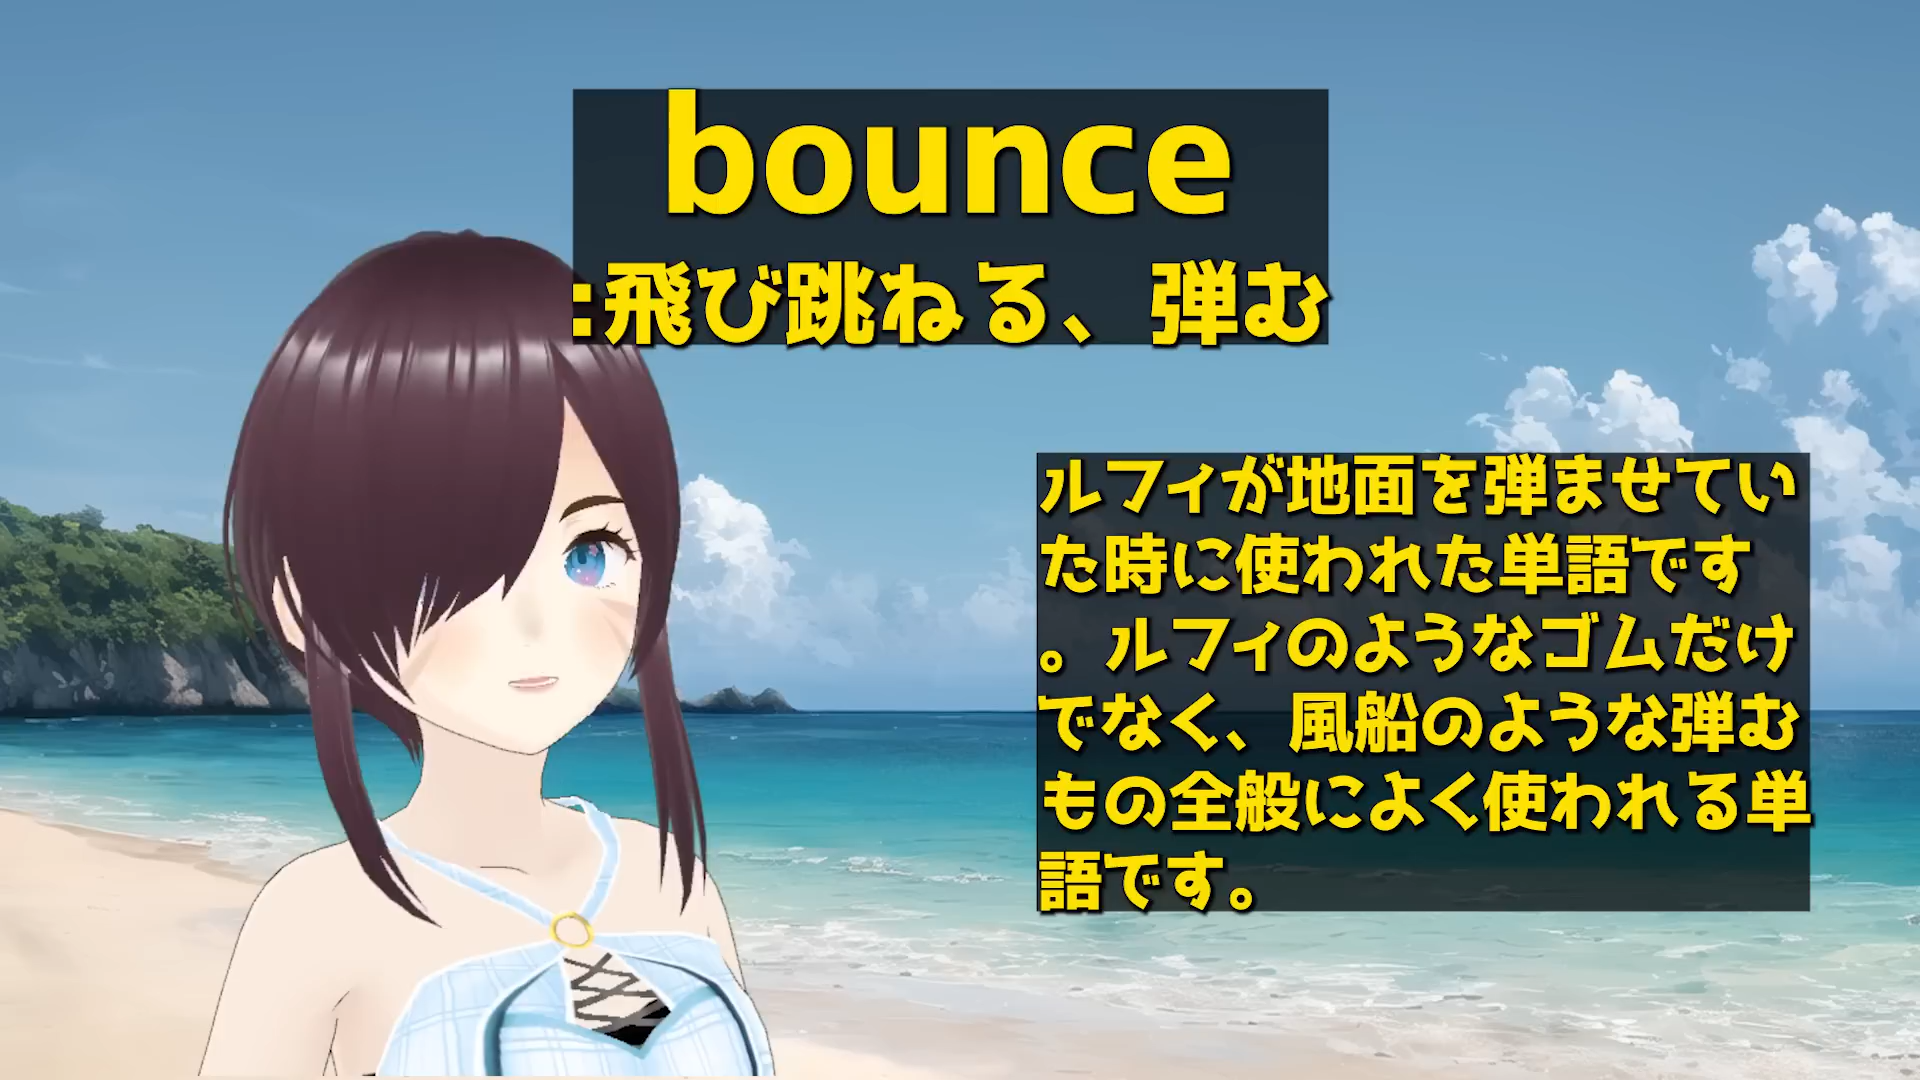 bounce
:飛び跳ねる、弾む
ルフィが地面を弾ませてい
た時に使われた単語です
。ルフィのようなゴムだけ
でなく、風船のような弾む
もの全般によく使われる単
語です。